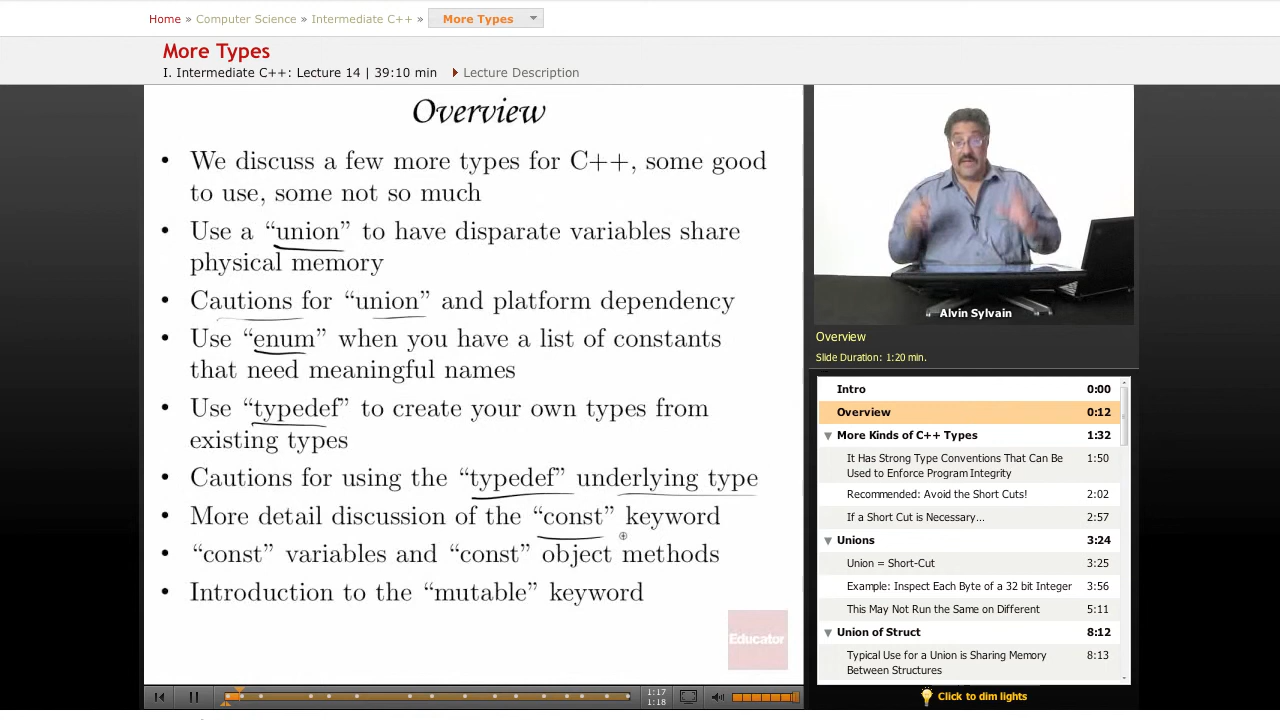 Home » Computer Science » Intermediate C++ » More Types
More Types
I. Intermediate C++: Lecture 14 | 39:10 min Lecture Description
Overview
• We discuss a few more types for C++, some good
to use, some not so much
• Use a “union” to have disparate variables share
physical memory
• Cautions for “union” and platform dependency
• Use “enum” when you have a list of constants
that need meaningful names
• Use “typedef” to create your own types from
existing types
• Cautions for using the “typedef” underlying type
• More detail discussion of the “const” keyword
• “const” variables and “const” object methods
• Introduction to the “mutable” keyword
Educator
1:17
1:18
Alvin Sylvain
Overview
Slide Duration: 1:20 min.
Intro 0:00
Overview 0:12
More Kinds of C++ Types 1:32
It Has Strong Type Conventions That Can Be 1:50
Used to Enforce Program Integrity
Recommended: Avoid the Short Cuts! 2:02
If a Short Cut is Necessary... 2:57
Unions 3:24
Union = Short-Cut 3:25
Example: Inspect Each Byte of a 32 bit Integer 3:56
This May Not Run the Same on Different 5:11
Union of Struct 8:12
Typical Use for a Union is Sharing Memory 8:13
Between Structures
Click to dim lights